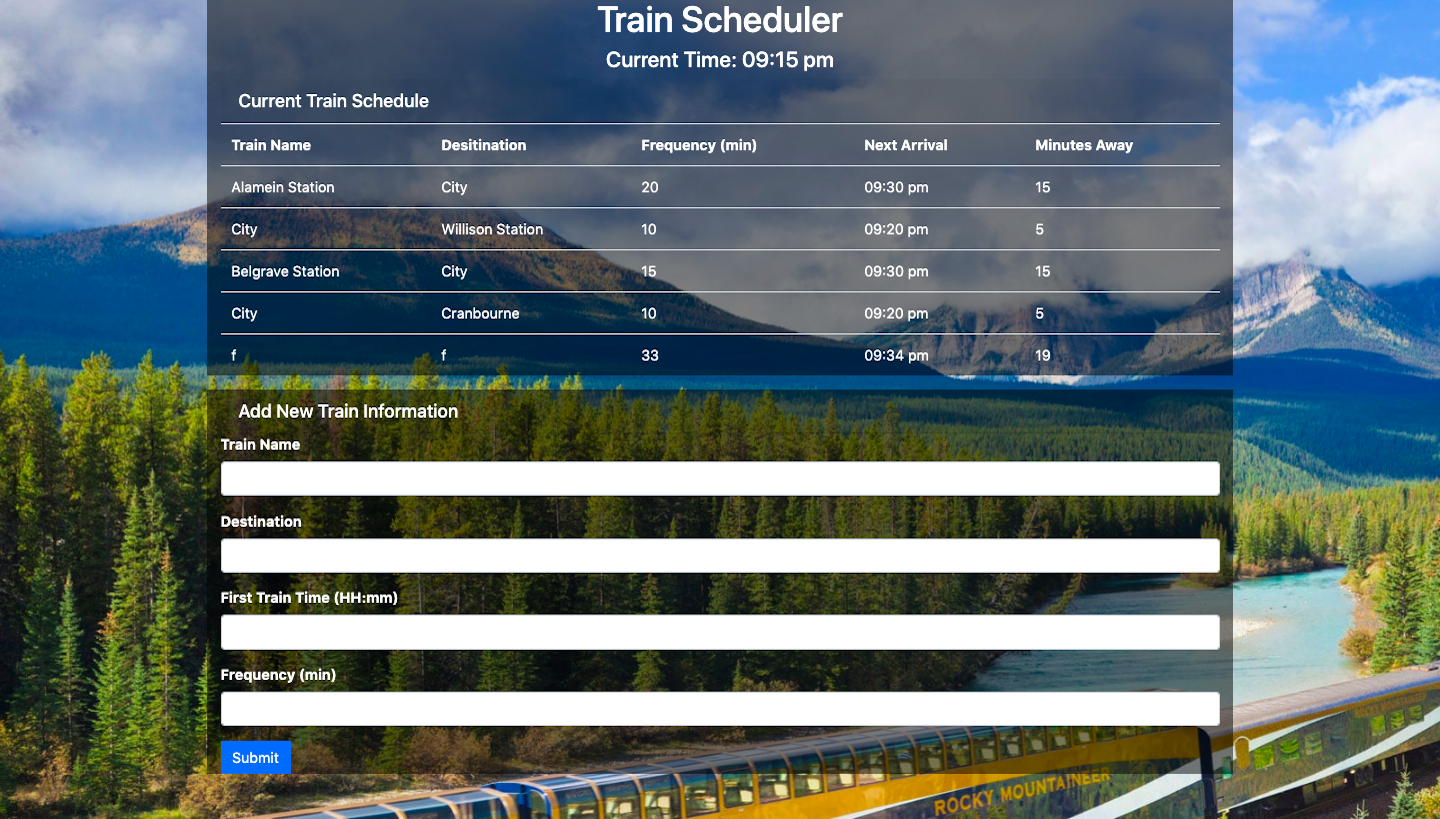 Train Scheduler
Current Time: 09:15 pm
Current Train Schedule
Train Name Desitination Frequency (min) Next Arrival Minutes Away
Alamein Station City 20 09:30 pm 15
City Willison Station 10 09:20 pm 5
Belgrave Station City 15 09:30 pm 15
City Cranbourne 10 09:20 pm 5
f f 33 09:34 pm 19
Add New Train Information
Train Name
Destination
First Train Time (HH:mm)
Frequency (min)
Submit
ROCKY MOUNTAINEER